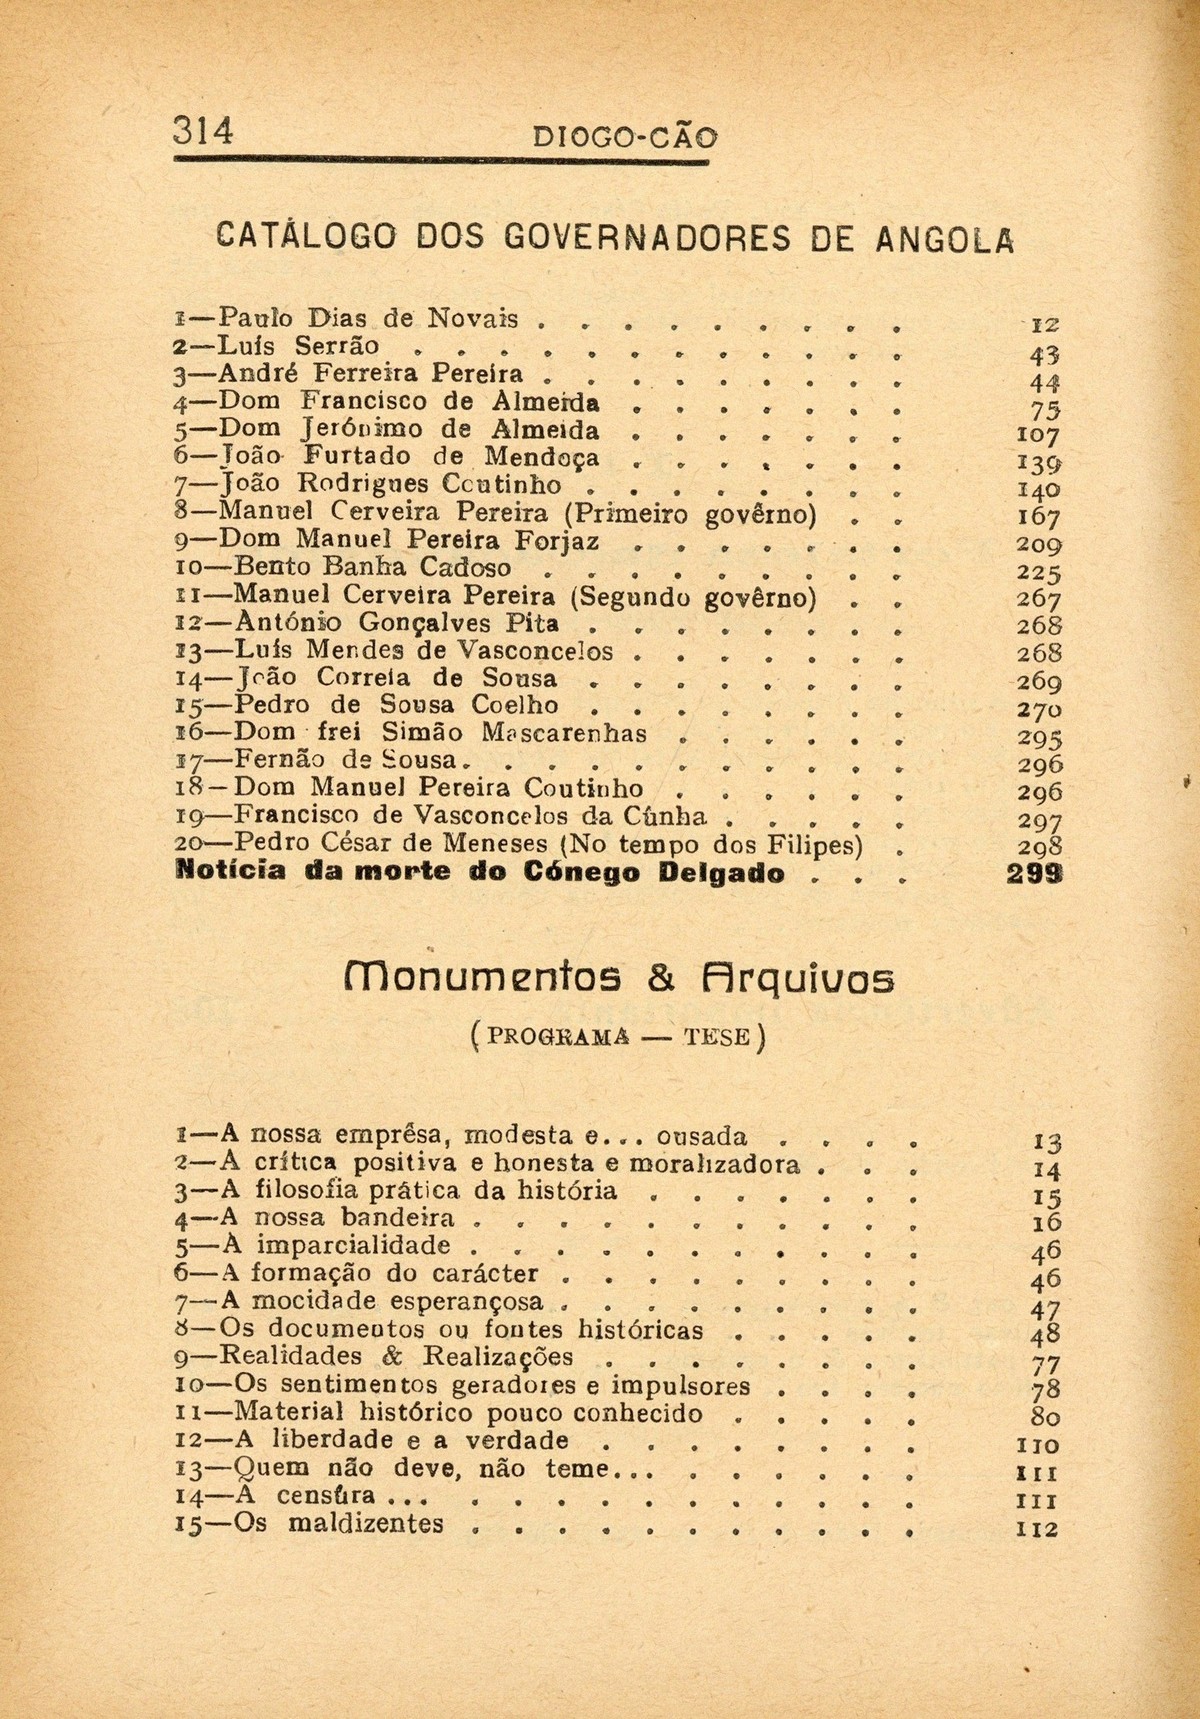 314 DIOGO-CÃO
CATÁLOGO DOS GOVERNADORES DE ANGOLA
1—Paulo Dias de Novais . . . . . . . . . 12
2—Luís Serrão . . . . . . . . . . . . 43
3—André Ferreira Pereira . . . . . . . . . 44
4—Dom Francisco de Almeida . . . . . . . 75
5—Dom Jerónimo de Almeida . . . . . . . 107
6—João Furtado de Mendoça . . . . . . . 139
7—João Rodrigues Coutinho . . . . . . . . 140
8—Manuel Cerveira Pereira (Primeiro govêrno) . . 167
9—Dom Manuel Pereira Forjaz . . . . . . . 209
10—Bento Banha Cadoso . . . . . . . . . 225
11—Manuel Cerveira Pereira (Segundo govêrno) . . 267
12—António Gonçalves Pita . . . . . . . . 268
13—Luís Mendes de Vasconcelos . . . . . . . 268
14—João Correia de Sousa . . . . . . . . 269
15—Pedro de Sousa Coelho . . . . . . . . 270
16—Dom frei Simão Mascarenhas . . . . . . 295
17—Fernão de Sousa . . . . . . . . . . . 296
18—Dom Manuel Pereira Coutinho . . . . . . 296
19—Francisco de Vasconcelos da Cûnha . . . . . 297
20—Pedro César de Meneses (No tempo dos Filipes) . 298
Notícia da morte do Cónego Delgado . . . 299
Monumentos & Arquivos
(PROGRAMA — TESE)
1—A nossa emprêsa, modesta e... ousada . . . . 13
2—A crítica positiva e honesta e moralizadora . . . 14
3—A filosofia prática da história . . . . . . . 15
4—A nossa bandeira . . . . . . . . . . . 16
5—A imparcialidade . . . . . . . . . . . 46
6—A formação do carácter . . . . . . . . . 46
7—A mocidade esperançosa . . . . . . . . . 47
8—Os documentos ou fontes históricas . . . . . 48
9—Realidades & Realizações . . . . . . . . 77
10—Os sentimentos geradores e impulsores . . . . 78
11—Material histórico pouco conhecido . . . . . 80
12—A liberdade e a verdade . . . . . . . . 110
13—Quem não deve, não teme... . . . . . . 111
14—A censûra ... . . . . . . . . . . . 111
15—Os maldizentes . . . . . . . . . . . 112